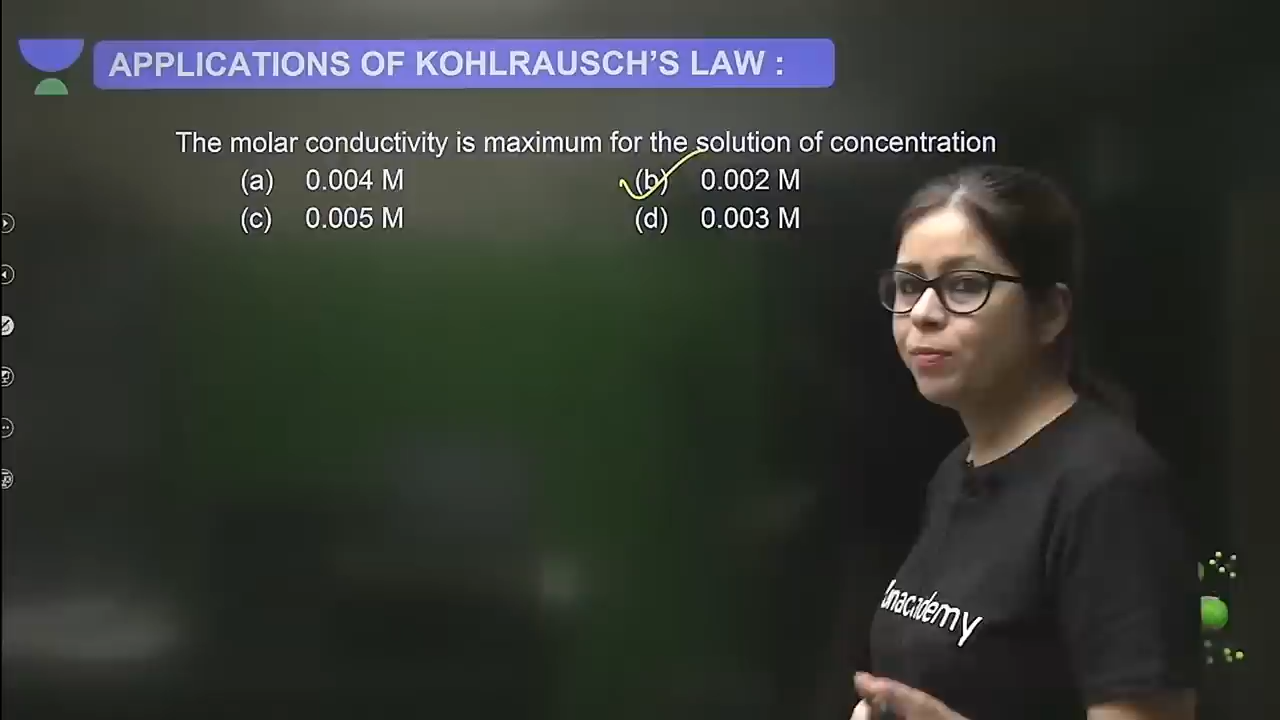 APPLICATIONS OF KOHLRAUSCH'S LAW :
The molar conductivity is maximum for the solution of concentration
(a) 0.004 M (b) 0.002 M
(c) 0.005 M (d) 0.003 M
unacademy